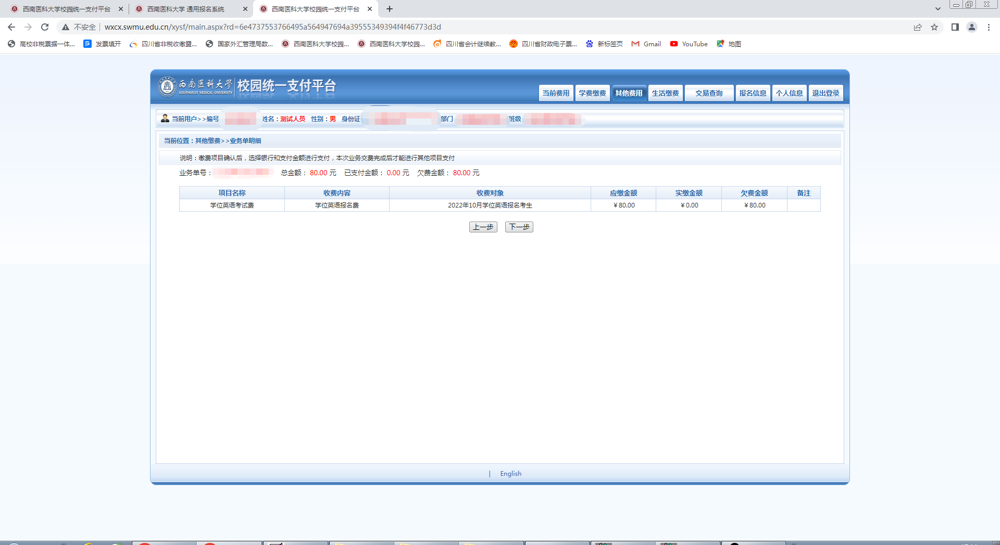 西南医科大学校园统一支付平台
西南医科大学 通用报名系统
西南医科大学校园统一支付平台
不安全 wxcx.swmu.edu.cn/xysf/main.aspx?rd=6e4737553766495a564947694a39555349394f4f46773d3d
高校非税票据一体... 发票填开 四川省非税收缴暨... 国家外汇管理局数... 西南医科大学校园... 西南医科大学校园... 四川省会计继续教... 四川省财政电子票... 新标签页 Gmail YouTube 地图
西南医科大学 校园统一支付平台
SOUTHWEST MEDICAL UNIVERSITY
当前费用 学费缴费 其他费用 生活缴费 交易查询 报名信息 个人信息 退出登录
当前用户>>编号 姓名：测试人员 性别：男 身份证 部门 班级
当前位置：其他缴费>>业务单明细
说明：缴费项目确认后，选择银行和支付金额进行支付，本次业务交费完成后才能进行其他项目支付
业务单号： 总金额： 80.00 元 已支付金额： 0.00 元 欠费金额： 80.00 元
项目名称 收费内容 收费对象 应缴金额 实缴金额 欠费金额 备注
学位英语考试费 学位英语报名费 2022年10月学位英语报名考生 ￥80.00 ￥0.00 ￥80.00
上一步 下一步
| English